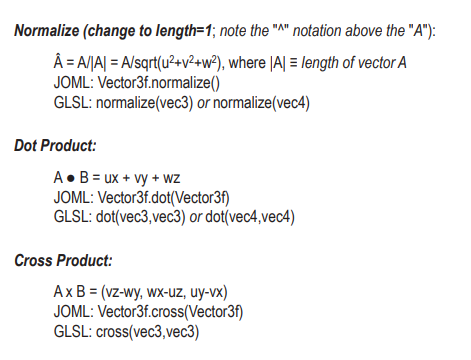 Normalize (change to length=1; note the "^" notation above the "A"):
Â = A/|A| = A/sqrt(u²+v²+w²), where |A| ≡ length of vector A
JOML: Vector3f.normalize()
GLSL: normalize(vec3) or normalize(vec4)
Dot Product:
A ● B = ux + vy + wz
JOML: Vector3f.dot(Vector3f)
GLSL: dot(vec3,vec3) or dot(vec4,vec4)
Cross Product:
A x B = (vz-wy, wx-uz, uy-vx)
JOML: Vector3f.cross(Vector3f)
GLSL: cross(vec3,vec3)